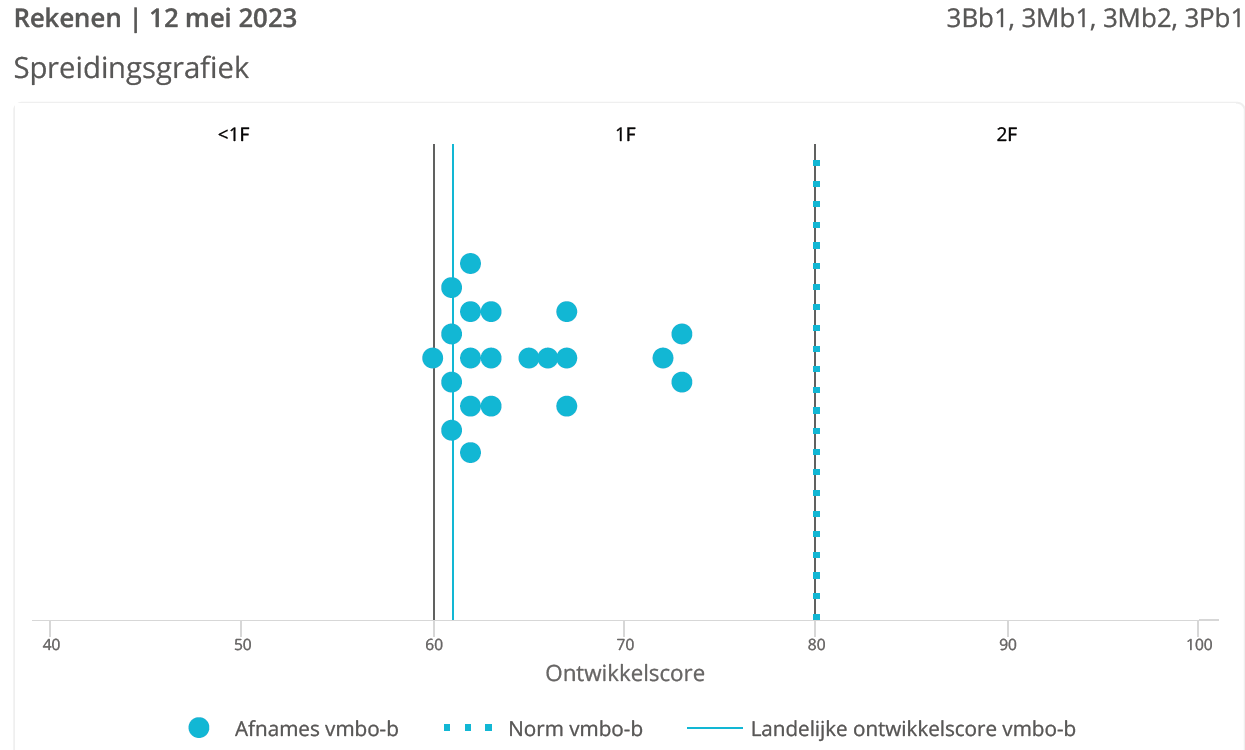 Rekenen | 12 mei 2023 3Bb1, 3Mb1, 3Mb2, 3Pb1
Spreidingsgrafiek
<1F 1F 2F
40 50 60 70 80 90 100
Ontwikkelscore
Afnames vmbo-b Norm vmbo-b Landelijke ontwikkelscore vmbo-b